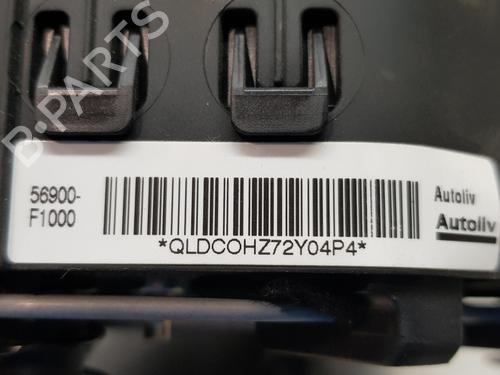 B-PARTS
56900-
F1000
*QLDCOHZ72Y04P4*
Autoliv
Autoliv